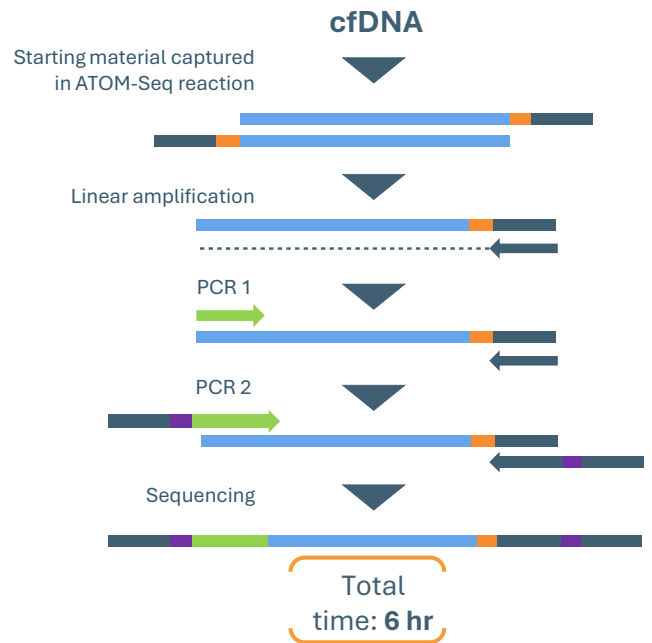 cfDNA
Starting material captured
in ATOM-Seq reaction
Linear amplification
PCR 1
PCR 2
Sequencing
Total
time: 6 hr